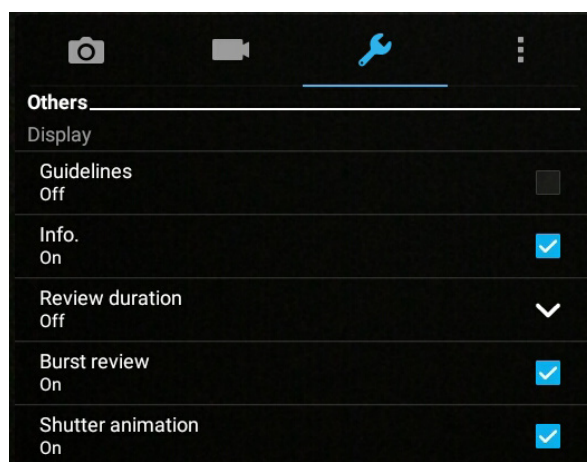 Others
Display
Guidelines
Off
Info.
On
Review duration
Off
Burst review
On
Shutter animation
On